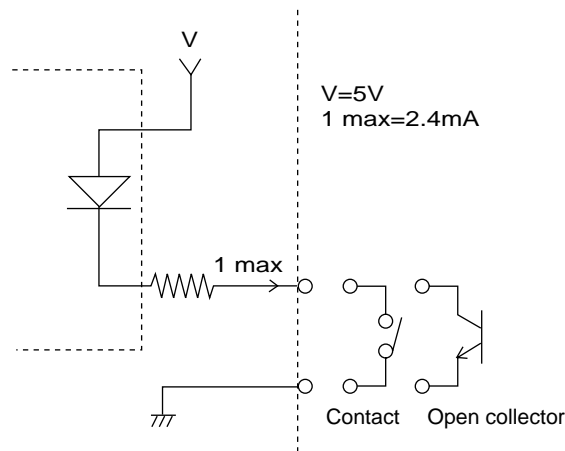 V
V=5V
1 max=2.4mA
1 max
Contact Open collector